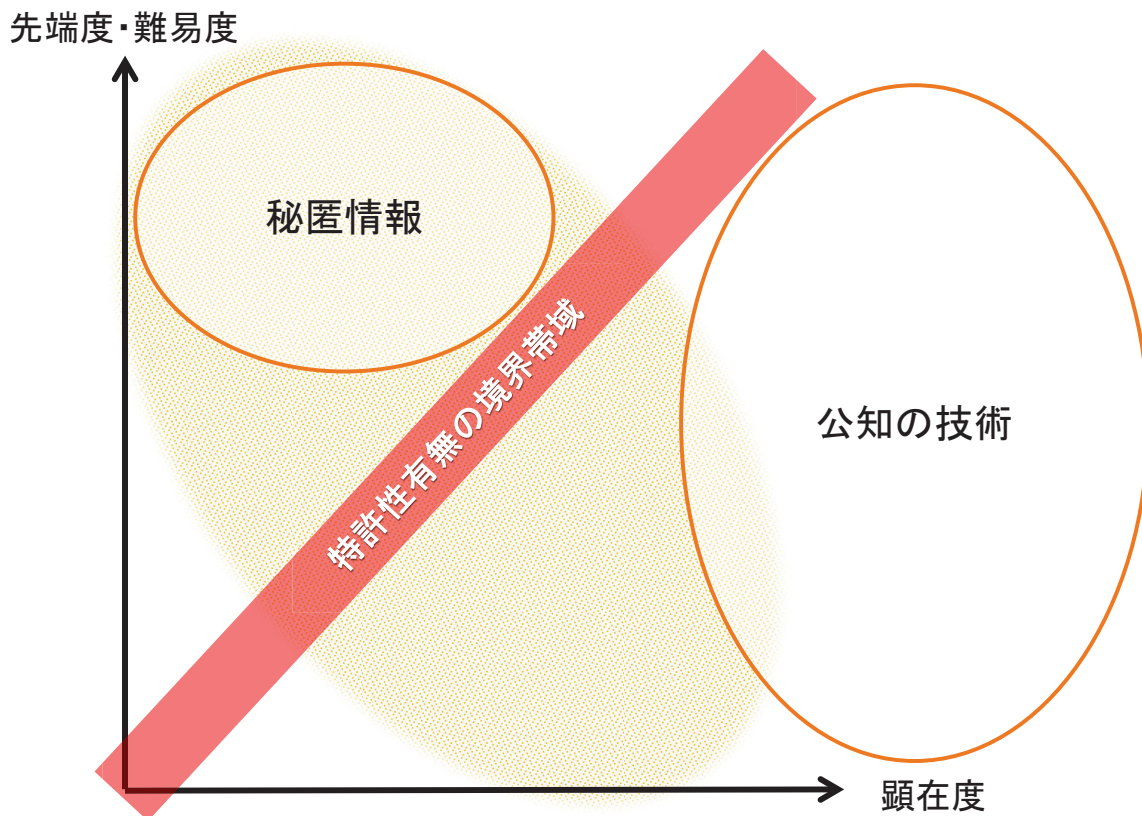 先端度・難易度
秘匿情報
特許性有無の境界帯域
公知の技術
顕在度